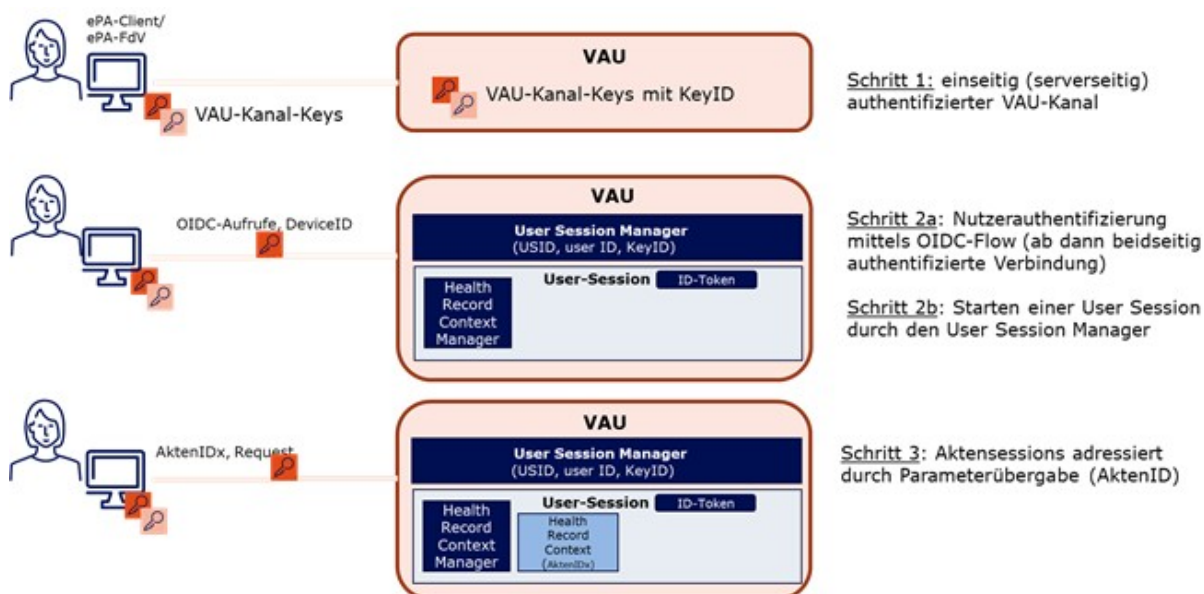 ePA-Client/
ePA-FdV
VAU-Kanal-Keys
VAU
VAU-Kanal-Keys mit KeyID
Schritt 1: einseitig (serverseitig)
authentifizierter VAU-Kanal
OIDC-Aufrufe, DeviceID
VAU
User Session Manager
(USID, user ID, KeyID)
User-Session
ID-Token
Health
Record
Context
Manager
Schritt 2a: Nutzerauthentifizierung
mittels OIDC-Flow (ab dann beidseitig
authentifizierte Verbindung)
Schritt 2b: Starten einer User Session
durch den User Session Manager
AktenIDx, Request
VAU
User Session Manager
(USID, user ID, KeyID)
User-Session
ID-Token
Health
Record
Context
Manager
Health
Record
Context
(AktenIDx)
Schritt 3: Aktensessions adressiert
durch Parameterübergabe (AktenID)